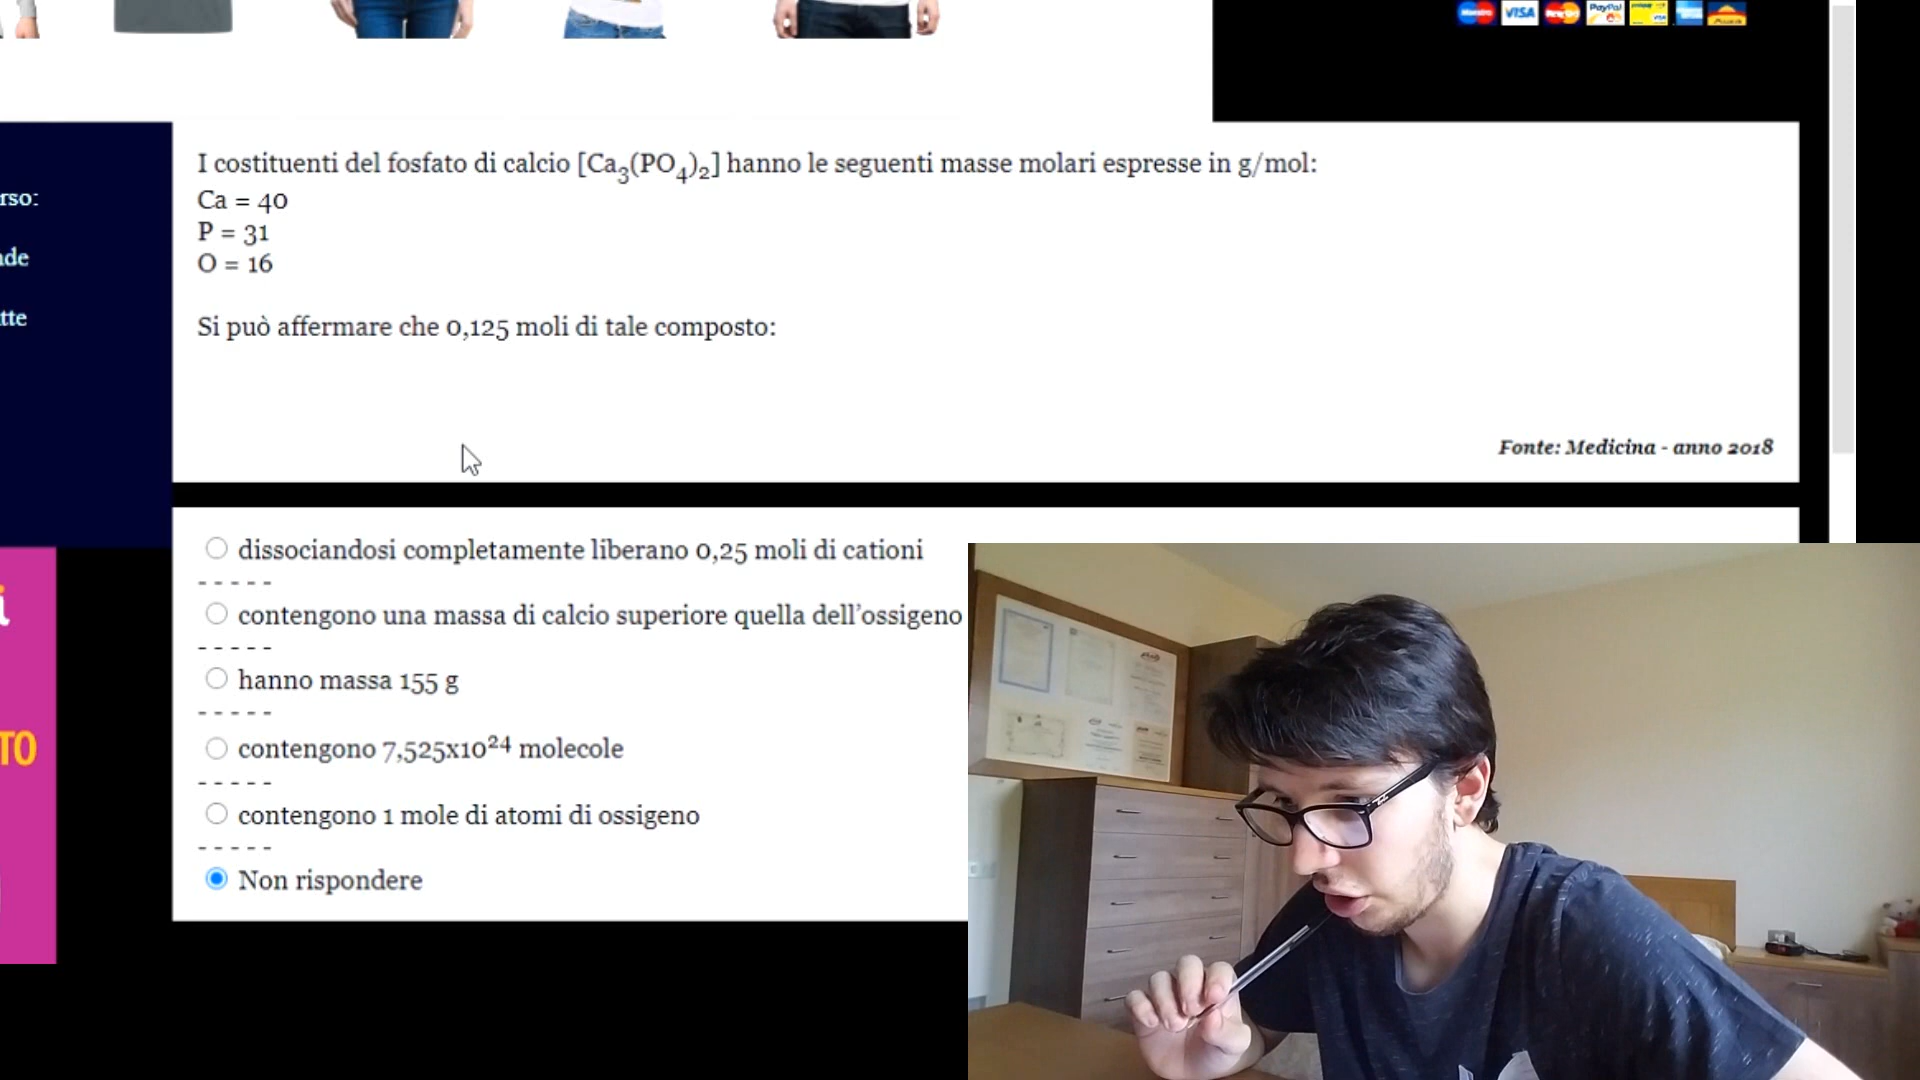 VISA
PayPal
rso:
nde
tte
I costituenti del fosfato di calcio [Ca₃(PO₄)₂] hanno le seguenti masse molari espresse in g/mol:
Ca = 40
P = 31
O = 16
Si può affermare che 0,125 moli di tale composto:
Fonte: Medicina - anno 2018
dissociandosi completamente liberano 0,25 moli di cationi
- - - - -
contengono una massa di calcio superiore quella dell’ossigeno
- - - - -
hanno massa 155 g
- - - - -
contengono 7,525x10²⁴ molecole
- - - - -
contengono 1 mole di atomi di ossigeno
- - - - -
Non rispondere
i
TO